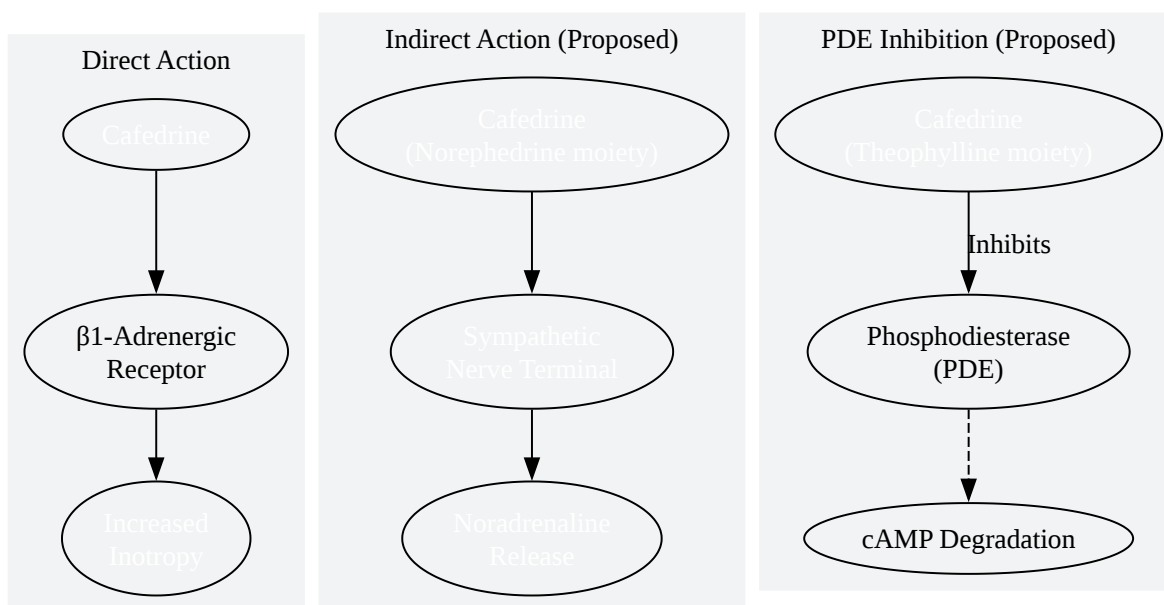 Direct Action
Cafedrine
β1-Adrenergic
Receptor
Increased
Inotropy
Indirect Action (Proposed)
Cafedrine
(Norephedrine moiety)
Sympathetic
Nerve Terminal
Noradrenaline
Release
PDE Inhibition (Proposed)
Cafedrine
(Theophylline moiety)
Inhibits
Phosphodiesterase
(PDE)
cAMP Degradation